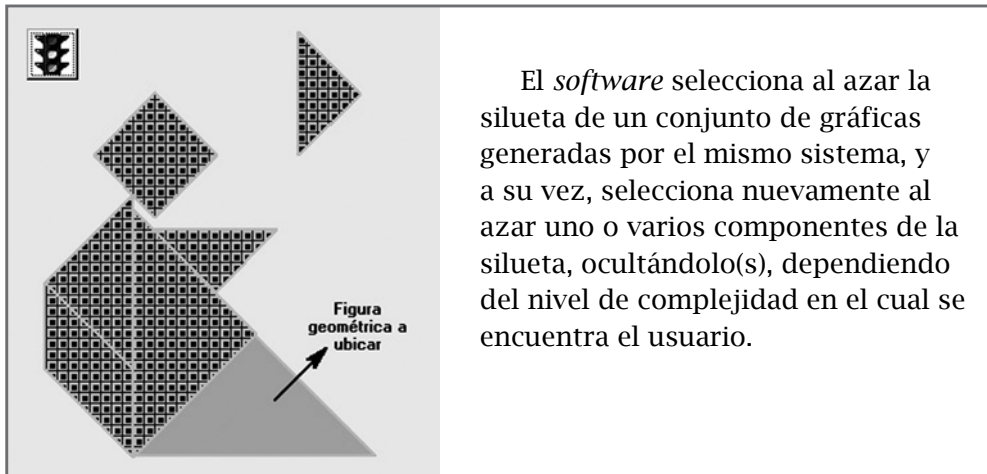 Figura
geométrica a
ubicar
El software selecciona al azar la
silueta de un conjunto de gráficas
generadas por el mismo sistema, y
a su vez, selecciona nuevamente al
azar uno o varios componentes de la
silueta, ocultándolo(s), dependiendo
del nivel de complejidad en el cual se
encuentra el usuario.